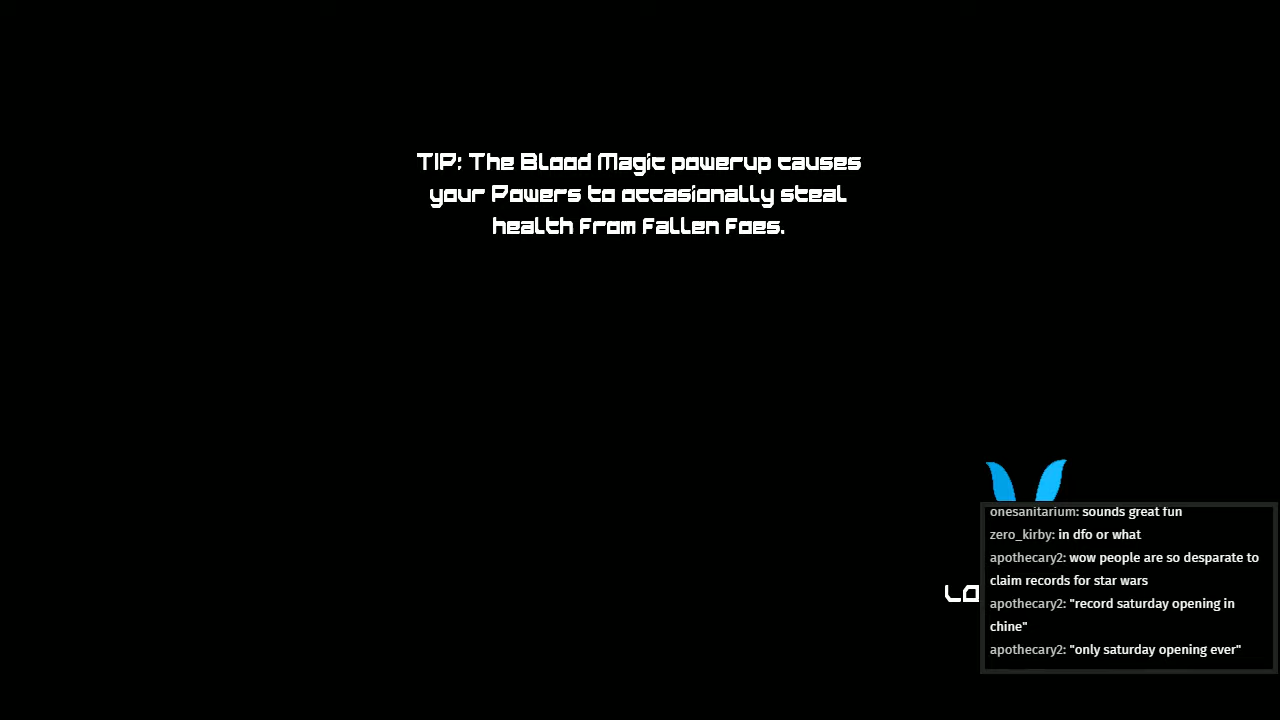 TIP: The Blood Magic powerup causes
your Powers to occasionally steal
health from fallen foes.
onesanitarium: sounds great fun
zero_kirby: in dfo or what
apothecary2: wow people are so desparate to
claim records for star wars
apothecary2: "record saturday opening in
chine"
apothecary2: "only saturday opening ever"
LO